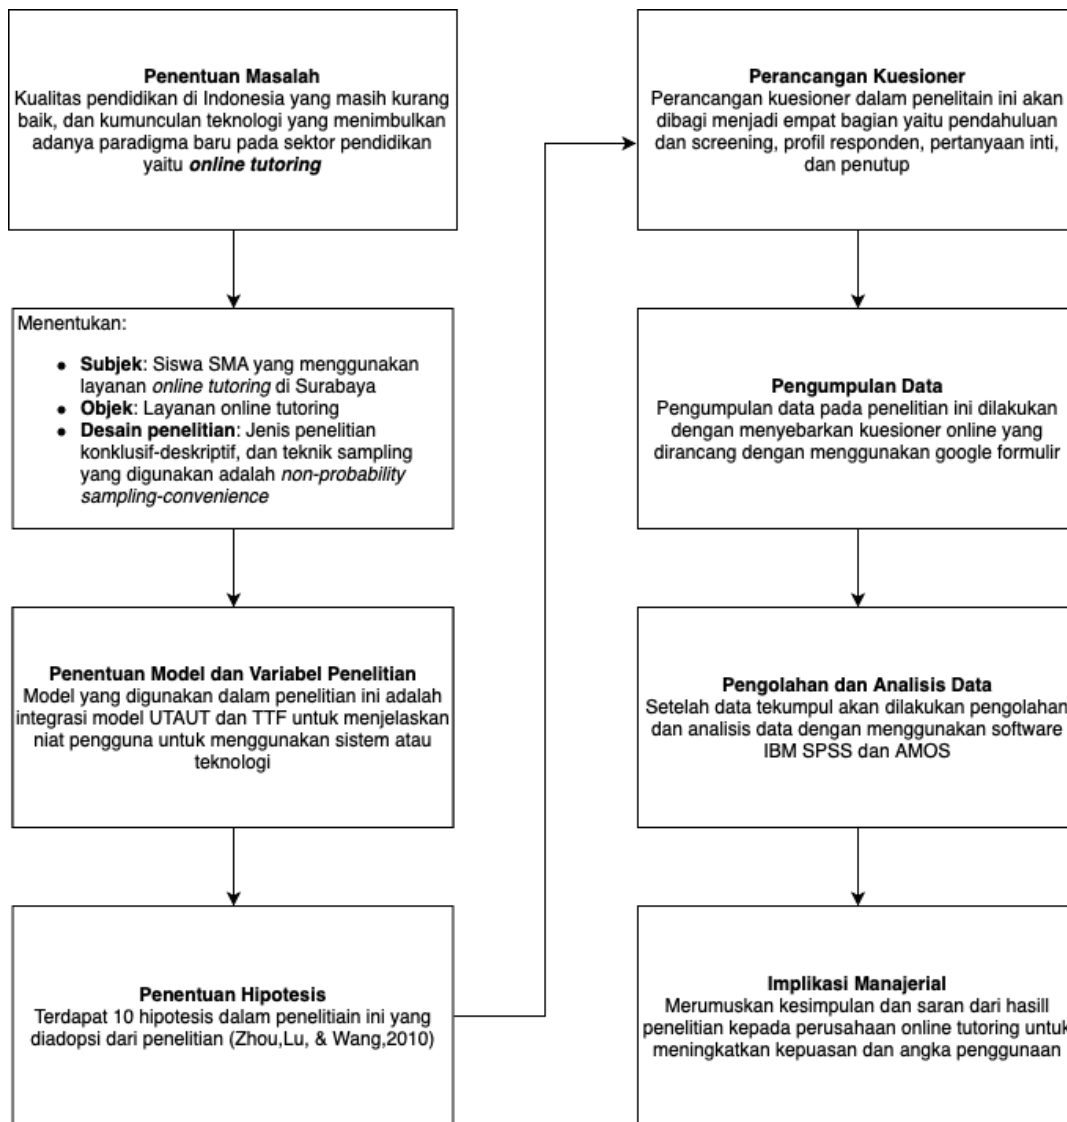 Penentuan Masalah
Kualitas pendidikan di Indonesia yang masih kurang
baik, dan kumunculan teknologi yang menimbulkan
adanya paradigma baru pada sektor pendidikan
yaitu online tutoring
Menentukan:
● Subjek: Siswa SMA yang menggunakan
layanan online tutoring di Surabaya
● Objek: Layanan online tutoring
● Desain penelitian: Jenis penelitian
konklusif-deskriptif, dan teknik sampling
yang digunakan adalah non-probability
sampling-convenience
Penentuan Model dan Variabel Penelitian
Model yang digunakan dalam penelitian ini adalah
integrasi model UTAUT dan TTF untuk menjelaskan
niat pengguna untuk menggunakan sistem atau
teknologi
Penentuan Hipotesis
Terdapat 10 hipotesis dalam penelitiain ini yang
diadopsi dari penelitian (Zhou,Lu, & Wang,2010)
Perancangan Kuesioner
Perancangan kuesioner dalam penelitain ini akan
dibagi menjadi empat bagian yaitu pendahuluan
dan screening, profil responden, pertanyaan inti,
dan penutup
Pengumpulan Data
Pengumpulan data pada penelitian ini dilakukan
dengan menyebarkan kuesioner online yang
dirancang dengan menggunakan google formulir
Pengolahan dan Analisis Data
Setelah data tekumpul akan dilakukan pengolahan
dan analisis data dengan menggunakan software
IBM SPSS dan AMOS
Implikasi Manajerial
Merumuskan kesimpulan dan saran dari hasill
penelitian kepada perusahaan online tutoring untuk
meningkatkan kepuasan dan angka penggunaan